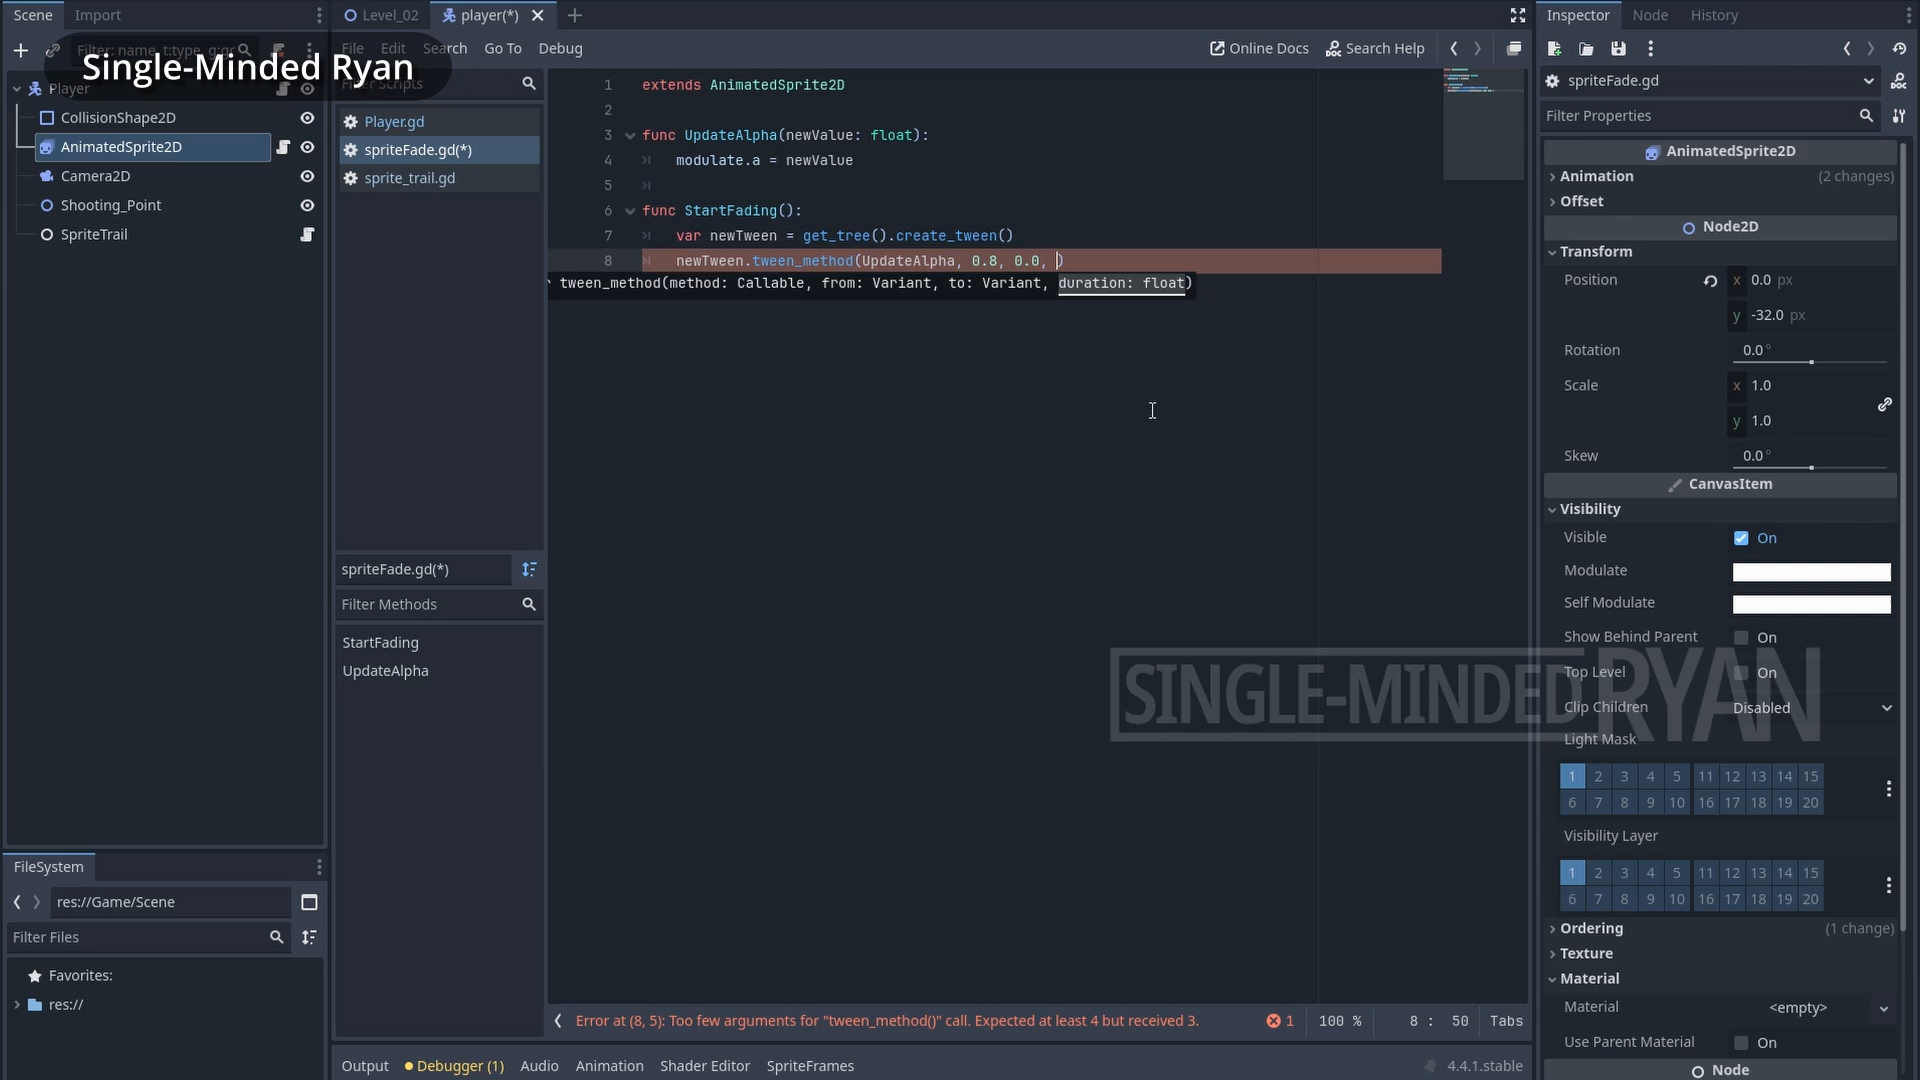 Scene
Import
Level_02
player(*)
Inspector
Node
History
Single-Minded Ryan
File
Edit
Search
Go To
Debug
Online Docs
Search Help
Player
CollisionShape2D
AnimatedSprite2D
Camera2D
Shooting_Point
SpriteTrail
Filter Scripts
Player.gd
spriteFade.gd(*)
sprite_trail.gd
1 extends AnimatedSprite2D
2
3 func UpdateAlpha(newValue: float):
4 modulate.a = newValue
5
6 func StartFading():
7 var newTween = get_tree().create_tween()
8 newTween.tween_method(UpdateAlpha, 0.8, 0.0, )
tween_method(method: Callable, from: Variant, to: Variant, duration: float)
spriteFade.gd(*)
Filter Methods
StartFading
UpdateAlpha
FileSystem
res://Game/Scene
Filter Files
Favorites:
res://
Error at (8, 5): Too few arguments for "tween_method()" call. Expected at least 4 but received 3.
1
100 %
8 : 50
Tabs
Output
Debugger (1)
Audio
Animation
Shader Editor
SpriteFrames
4.4.1.stable
spriteFade.gd
Filter Properties
AnimatedSprite2D
Animation
(2 changes)
Offset
Node2D
Transform
Position
x 0.0 px
y -32.0 px
Rotation
0.0 °
Scale
x 1.0
y 1.0
Skew
0.0 °
CanvasItem
Visibility
Visible
On
Modulate
Self Modulate
Show Behind Parent
On
Top Level
On
Clip Children
Disabled
SINGLE-MINDED RYAN
Light Mask
1 2 3 4 5 11 12 13 14 15
6 7 8 9 10 16 17 18 19 20
Visibility Layer
1 2 3 4 5 11 12 13 14 15
6 7 8 9 10 16 17 18 19 20
Ordering
(1 change)
Texture
Material
Material
<empty>
Use Parent Material
On
Node